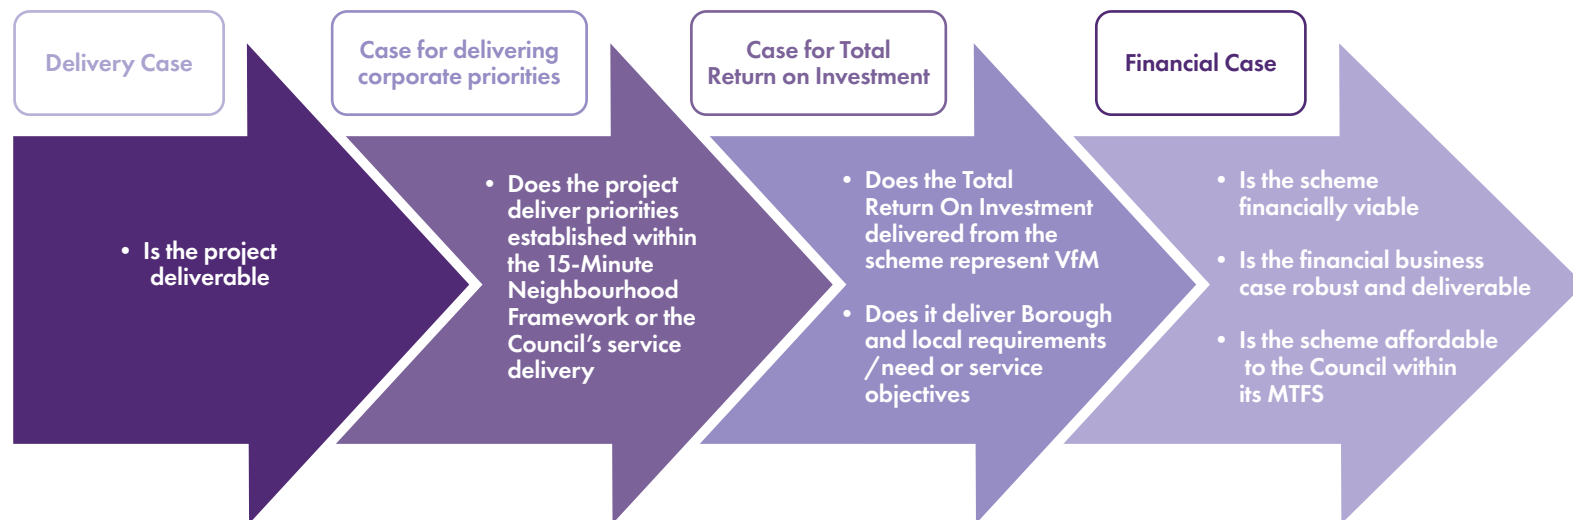 Delivery Case
• Is the project
deliverable
Case for delivering
corporate priorities
• Does the project
deliver priorities
established within
the 15-Minute
Neighbourhood
Framework or the
Council's service
delivery
Case for Total
Return on Investment
• Does the Total
Return On Investment
delivered from the
scheme represent VfM
• Does it deliver Borough
and local requirements
/need or service
objectives
Financial Case
• Is the scheme
financially viable
• Is the financial business
case robust and deliverable
• Is the scheme affordable
to the Council within
its MTFS